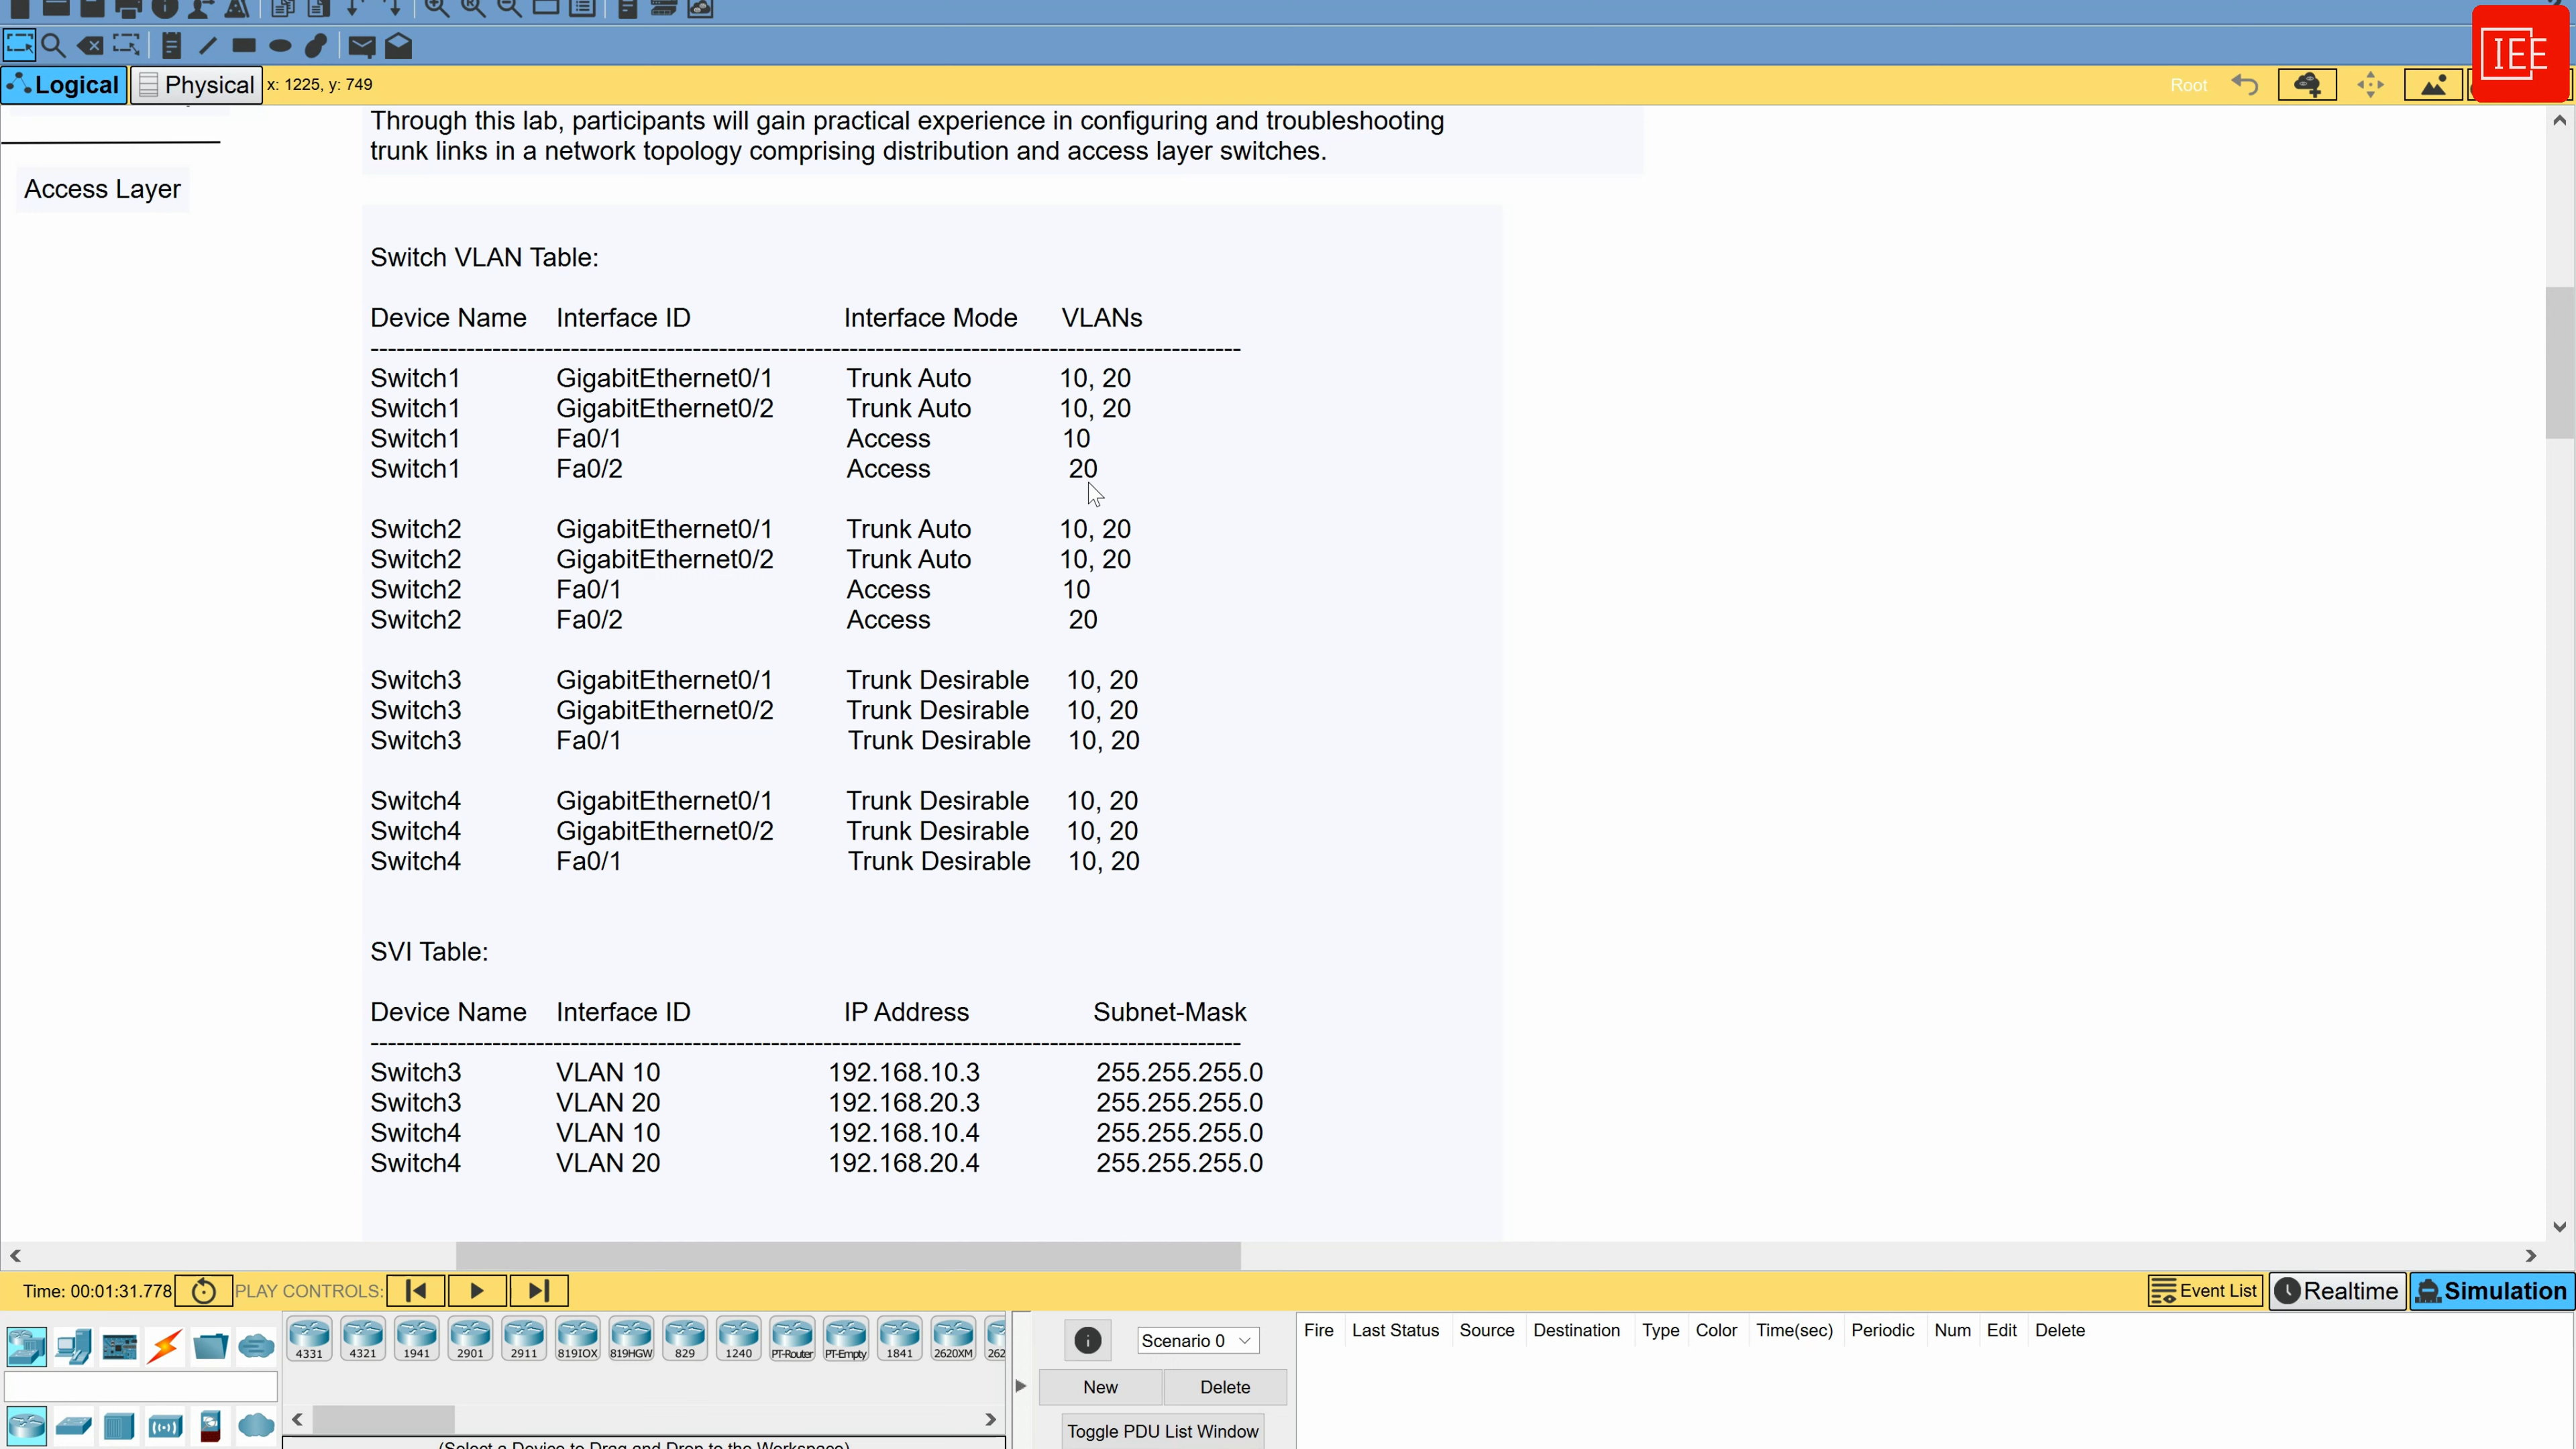 IEE
Logical
Physical
x: 1225, y: 749
Root
Through this lab, participants will gain practical experience in configuring and troubleshooting
trunk links in a network topology comprising distribution and access layer switches.
Access Layer
Switch VLAN Table:
Device Name Interface ID Interface Mode VLANs
----------------------------------------------------------------------------------------------------
Switch1 GigabitEthernet0/1 Trunk Auto 10, 20
Switch1 GigabitEthernet0/2 Trunk Auto 10, 20
Switch1 Fa0/1 Access 10
Switch1 Fa0/2 Access 20
Switch2 GigabitEthernet0/1 Trunk Auto 10, 20
Switch2 GigabitEthernet0/2 Trunk Auto 10, 20
Switch2 Fa0/1 Access 10
Switch2 Fa0/2 Access 20
Switch3 GigabitEthernet0/1 Trunk Desirable 10, 20
Switch3 GigabitEthernet0/2 Trunk Desirable 10, 20
Switch3 Fa0/1 Trunk Desirable 10, 20
Switch4 GigabitEthernet0/1 Trunk Desirable 10, 20
Switch4 GigabitEthernet0/2 Trunk Desirable 10, 20
Switch4 Fa0/1 Trunk Desirable 10, 20
SVI Table:
Device Name Interface ID IP Address Subnet-Mask
----------------------------------------------------------------------------------------------------
Switch3 VLAN 10 192.168.10.3 255.255.255.0
Switch3 VLAN 20 192.168.20.3 255.255.255.0
Switch4 VLAN 10 192.168.10.4 255.255.255.0
Switch4 VLAN 20 192.168.20.4 255.255.255.0
Time: 00:01:31.778 PLAY CONTROLS:
Event List
Realtime
Simulation
4331 4321 1941 2901 2911 819IOX 819HGW 829 1240 PT-Router PT-Empty 1841 2620XM 262
Scenario 0
New
Delete
Toggle PDU List Window
Fire Last Status Source Destination Type Color Time(sec) Periodic Num Edit Delete
(Select a Device to Drag and Drop to the Workspace)